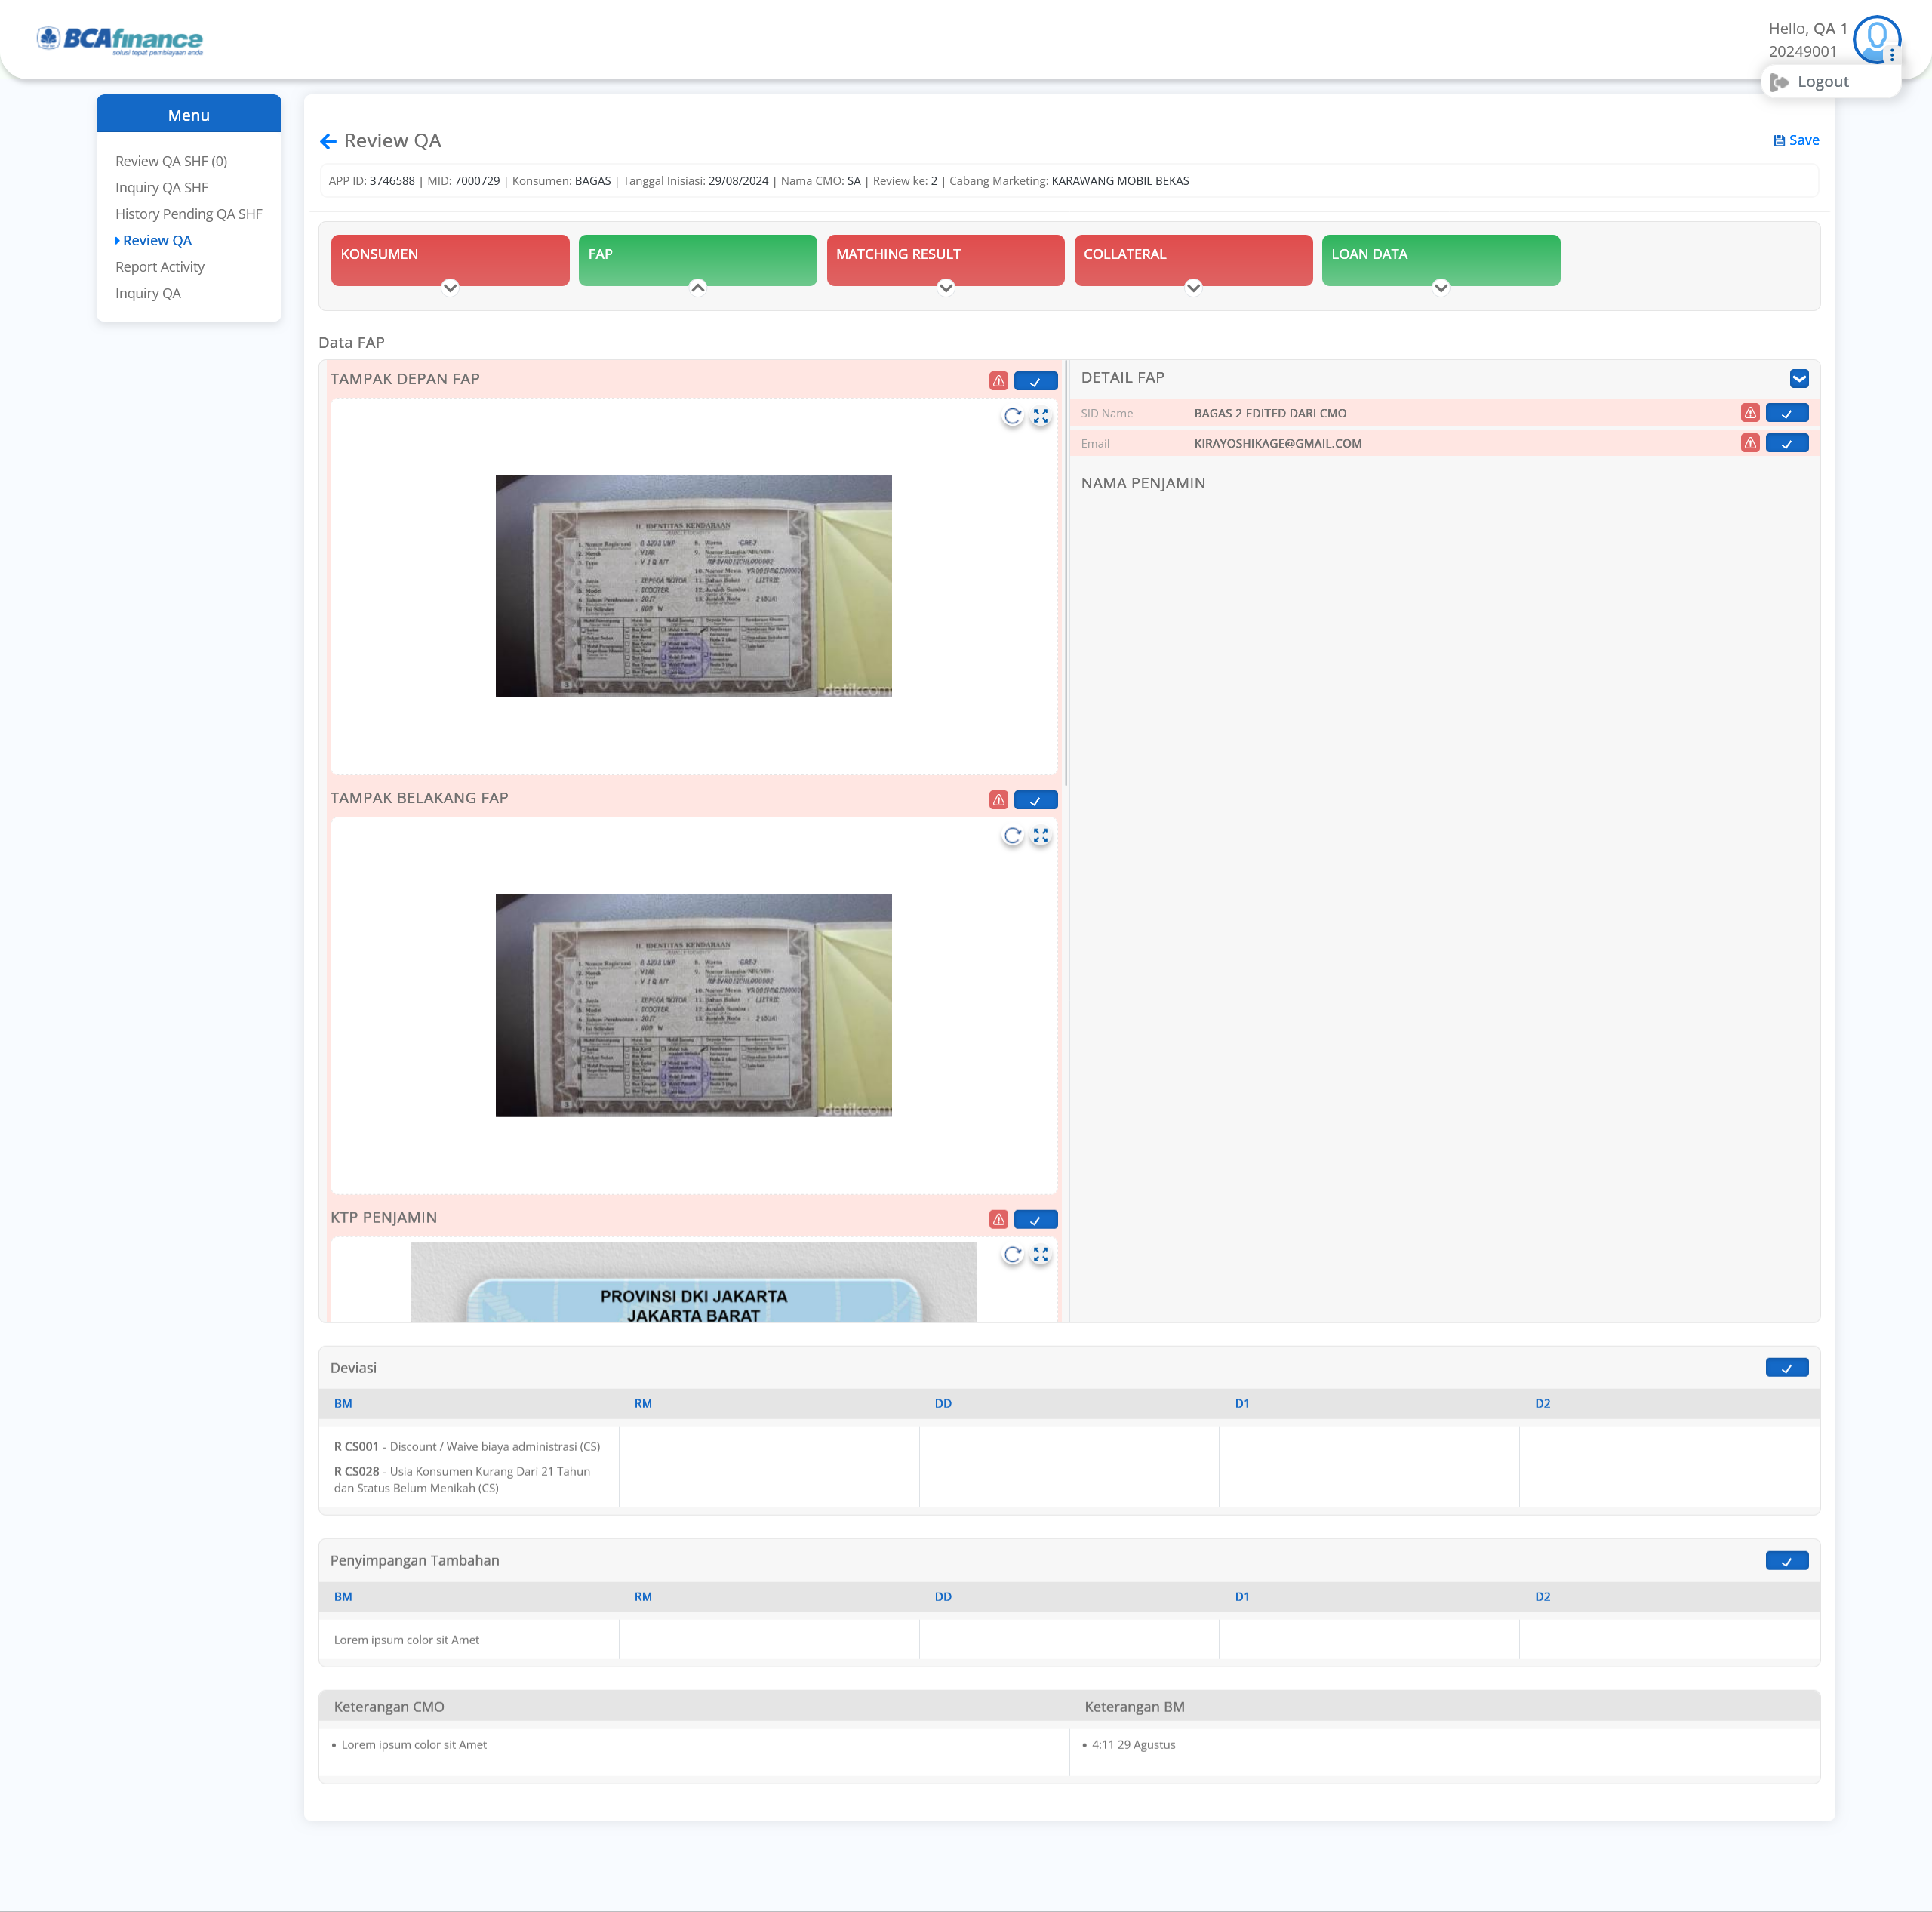 BCAfinance
solusi tepat pembiayaan anda
Hello, QA 1
20249001
Logout
Menu
Review QA SHF (0)
Inquiry QA SHF
History Pending QA SHF
Review QA
Report Activity
Inquiry QA
Review QA
Save
APP ID: 3746588 | MID: 7000729 | Konsumen: BAGAS | Tanggal Inisiasi: 29/08/2024 | Nama CMO: SA | Review ke: 2 | Cabang Marketing: KARAWANG MOBIL BEKAS
KONSUMEN
FAP
MATCHING RESULT
COLLATERAL
LOAN DATA
Data FAP
TAMPAK DEPAN FAP
II. IDENTITAS KENDARAAN
detikcom
TAMPAK BELAKANG FAP
II. IDENTITAS KENDARAAN
detikcom
KTP PENJAMIN
PROVINSI DKI JAKARTA
JAKARTA BARAT
DETAIL FAP
SID Name BAGAS 2 EDITED DARI CMO
Email KIRAYOSHIKAGE@GMAIL.COM
NAMA PENJAMIN
Deviasi
BM RM DD D1 D2
R CS001 - Discount / Waive biaya administrasi (CS)
R CS028 - Usia Konsumen Kurang Dari 21 Tahun
dan Status Belum Menikah (CS)
Penyimpangan Tambahan
BM RM DD D1 D2
Lorem ipsum color sit Amet
Keterangan CMO Keterangan BM
• Lorem ipsum color sit Amet
• 4:11 29 Agustus